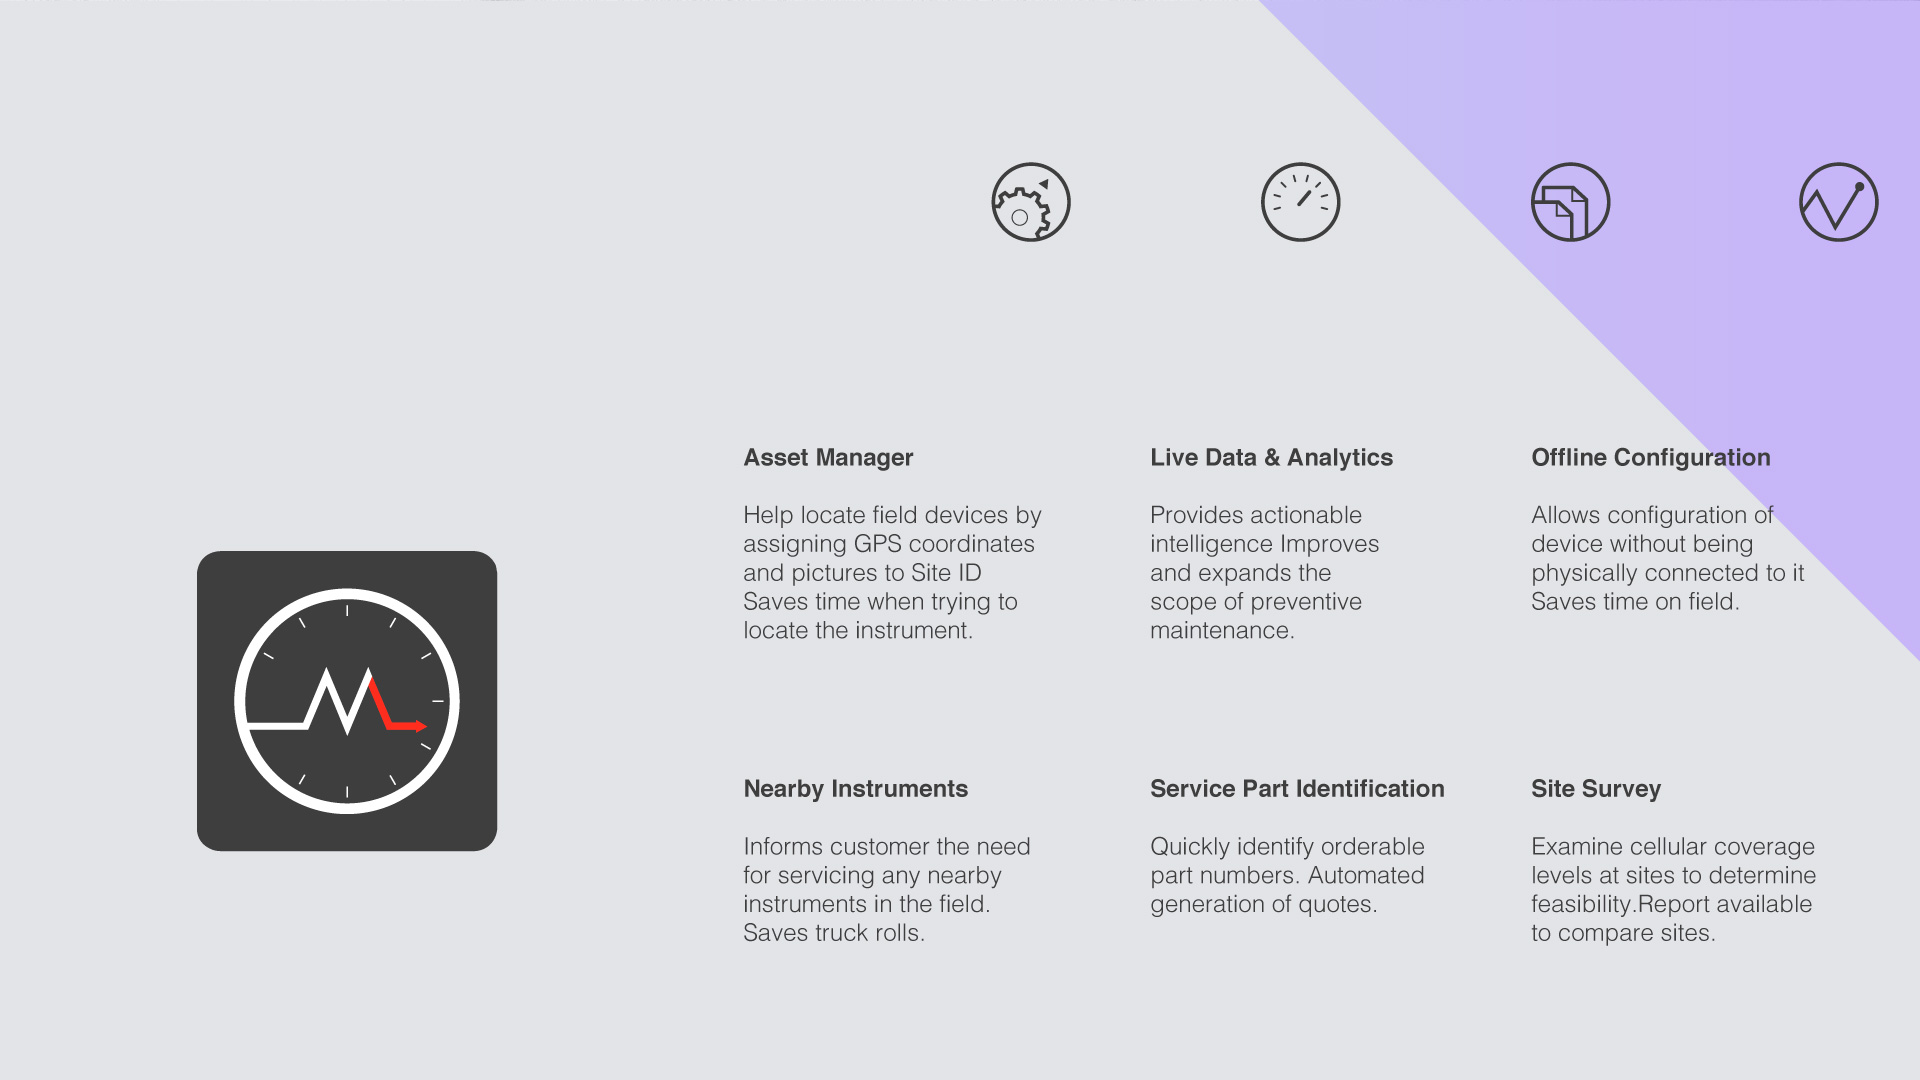 Asset Manager
Help locate field devices by
assigning GPS coordinates
and pictures to Site ID
Saves time when trying to
locate the instrument.
Live Data & Analytics
Provides actionable
intelligence Improves
and expands the
scope of preventive
maintenance.
Offline Configuration
Allows configuration of
device without being
physically connected to it
Saves time on field.
Nearby Instruments
Informs customer the need
for servicing any nearby
instruments in the field.
Saves truck rolls.
Service Part Identification
Quickly identify orderable
part numbers. Automated
generation of quotes.
Site Survey
Examine cellular coverage
levels at sites to determine
feasibility.Report available
to compare sites.